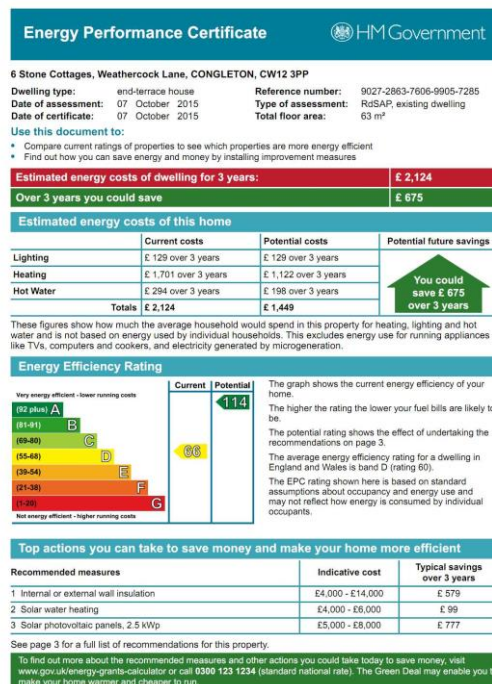 Energy Performance Certificate
HM Government
6 Stone Cottages, Weathercock Lane, CONGLETON, CW12 3PP
Dwelling type: end-terrace house
Date of assessment: 07 October 2015
Date of certificate: 07 October 2015
Reference number: 9027-2863-7606-9905-7285
Type of assessment: RdSAP, existing dwelling
Total floor area: 63 m²
Use this document to:
• Compare current ratings of properties to see which properties are more energy efficient
• Find out how you can save energy and money by installing improvement measures
Estimated energy costs of dwelling for 3 years: £ 2,124
Over 3 years you could save £ 675
Estimated energy costs of this home
Current costs Potential costs Potential future savings
Lighting £ 129 over 3 years £ 129 over 3 years
Heating £ 1,701 over 3 years £ 1,122 over 3 years
Hot Water £ 294 over 3 years £ 198 over 3 years
Totals £ 2,124 £ 1,449
You could
save £ 675
over 3 years
These figures show how much the average household would spend in this property for heating, lighting and hot
water and is not based on energy used by individual households. This excludes energy use for running appliances
like TVs, computers and cookers, and electricity generated by microgeneration.
Energy Efficiency Rating
Current Potential
Very energy efficient - lower running costs
(92 plus) A
(81-91) B
(69-80) C
(55-68) D
(39-54) E
(21-38) F
(1-20) G
Not energy efficient - higher running costs
66
114
The graph shows the current energy efficiency of your
home.
The higher the rating the lower your fuel bills are likely to
be.
The potential rating shows the effect of undertaking the
recommendations on page 3.
The average energy efficiency rating for a dwelling in
England and Wales is band D (rating 60).
The EPC rating shown here is based on standard
assumptions about occupancy and energy use and
may not reflect how energy is consumed by individual
occupants.
Top actions you can take to save money and make your home more efficient
Recommended measures Indicative cost Typical savings
over 3 years
1 Internal or external wall insulation £4,000 - £14,000 £ 579
2 Solar water heating £4,000 - £6,000 £ 99
3 Solar photovoltaic panels, 2.5 kWp £5,000 - £8,000 £ 777
See page 3 for a full list of recommendations for this property.
To find out more about the recommended measures and other actions you could take today to save money, visit
www.gov.uk/energy-grants-calculator or call 0300 123 1234 (standard national rate). The Green Deal may enable you t
make your home warmer and cheaper to run.